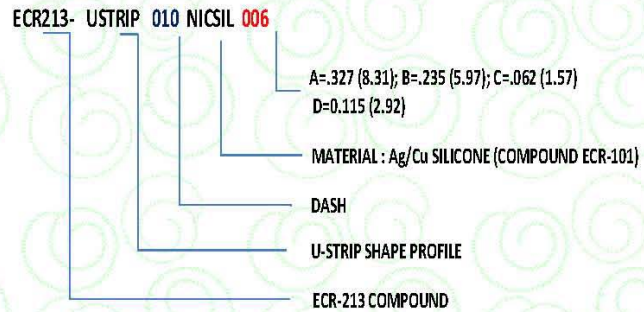 ECR213- USTRIP 010 NICSIL 006
A=.327 (8.31); B=.235 (5.97); C=.062 (1.57)
D=0.115 (2.92)
MATERIAL : Ag/Cu SILICONE (COMPOUND ECR-101)
DASH
U-STRIP SHAPE PROFILE
ECR-213 COMPOUND